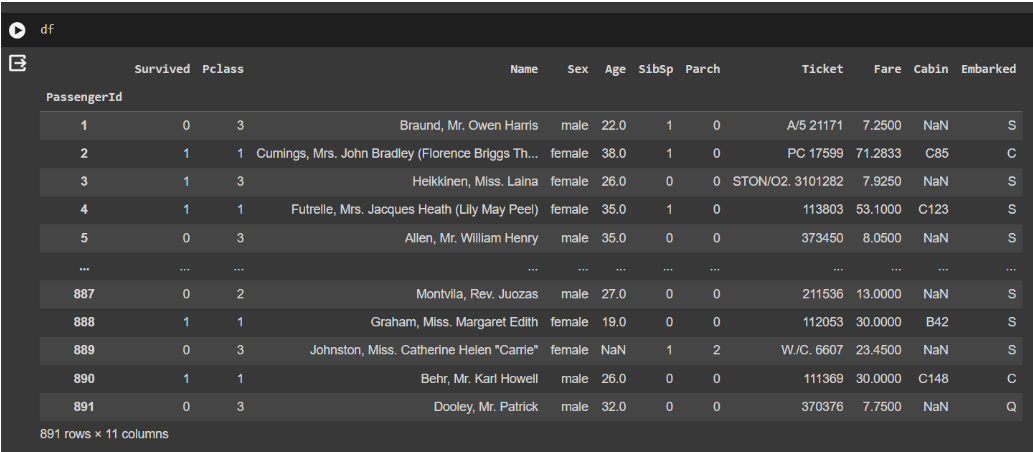 df
Survived Pclass Name Sex Age SibSp Parch Ticket Fare Cabin Embarked
PassengerId
1 0 3 Braund, Mr. Owen Harris male 22.0 1 0 A/5 21171 7.2500 NaN S
2 1 1 Cumings, Mrs. John Bradley (Florence Briggs Th... female 38.0 1 0 PC 17599 71.2833 C85 C
3 1 3 Heikkinen, Miss. Laina female 26.0 0 0 STON/O2. 3101282 7.9250 NaN S
4 1 1 Futrelle, Mrs. Jacques Heath (Lily May Peel) female 35.0 1 0 113803 53.1000 C123 S
5 0 3 Allen, Mr. William Henry male 35.0 0 0 373450 8.0500 NaN S
... ... ... ... ... ... ... ... ... ... ... ...
887 0 2 Montvila, Rev. Juozas male 27.0 0 0 211536 13.0000 NaN S
888 1 1 Graham, Miss. Margaret Edith female 19.0 0 0 112053 30.0000 B42 S
889 0 3 Johnston, Miss. Catherine Helen "Carrie" female NaN 1 2 W./C. 6607 23.4500 NaN S
890 1 1 Behr, Mr. Karl Howell male 26.0 0 0 111369 30.0000 C148 C
891 0 3 Dooley, Mr. Patrick male 32.0 0 0 370376 7.7500 NaN Q
891 rows × 11 columns